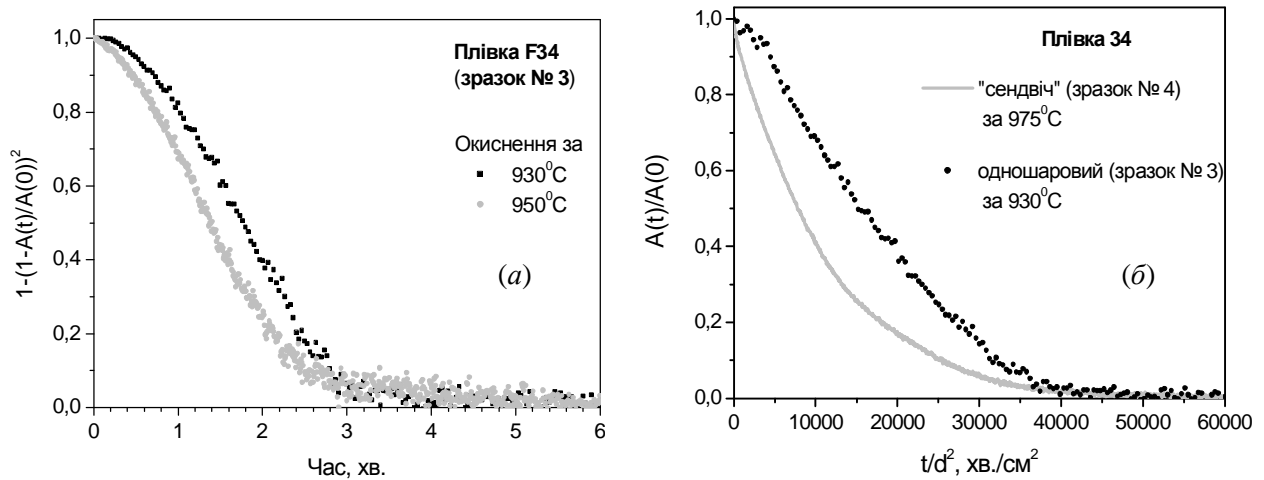 1-(1-A(t)/A(0))²
1,0
0,8
0,6
0,4
0,2
0,0
Плівка F34
(зразок № 3)
Окиснення за
930⁰C
950⁰C
(а)
0 1 2 3 4 5 6
Час, хв.
A(t)/A(0)
1,0
0,8
0,6
0,4
0,2
0,0
Плівка 34
"сендвіч" (зразок № 4)
за 975⁰C
одношаровий (зразок № 3)
за 930⁰C
(б)
0 10000 20000 30000 40000 50000 60000
t/d², хв./см²